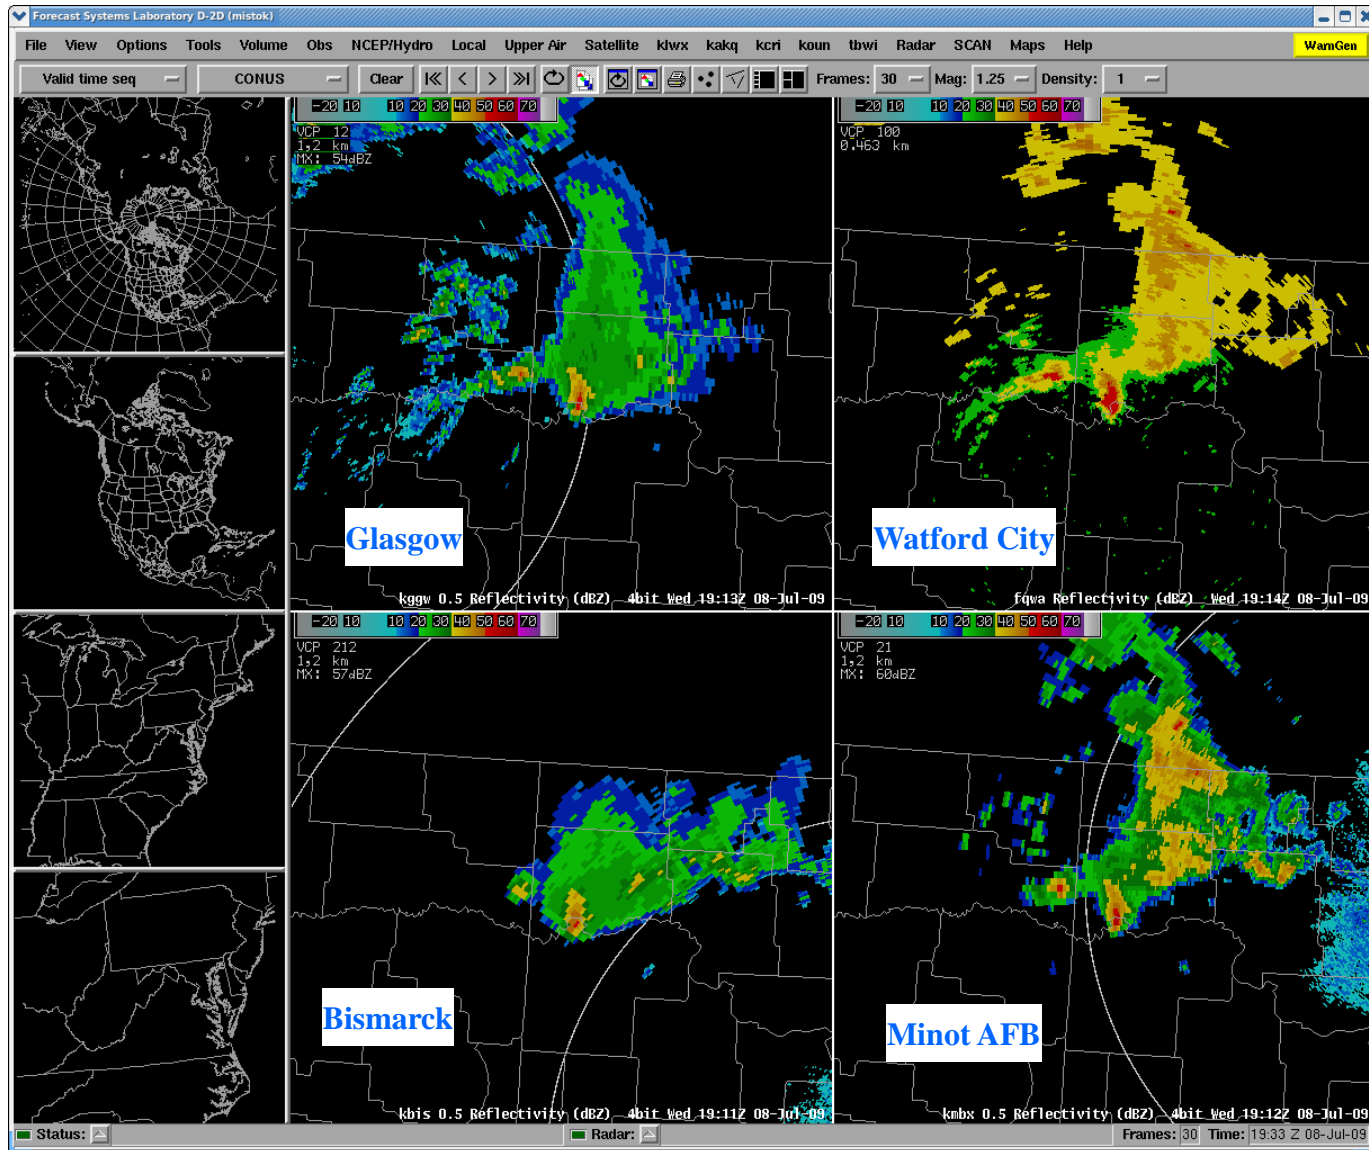 Forecast Systems Laboratory D-2D (mistok)
File View Options Tools Volume Obs NCEP/Hydro Local Upper Air Satellite klwx kakq kcri koun tbwi Radar SCAN Maps Help WarnGen
Valid time seq CONUS Clear Frames: 30 Mag: 1.25 Density: 1
-20 10 10 20 30 40 50 60 70
VCP 12
1,2 km
MX: 54dBZ
Glasgow
kggw 0.5 Reflectivity (dBZ) 4bit Wed 19:13Z 08-Jul-09
-20 10 10 20 30 40 50 60 70
VCP 100
0.463 km
Watford City
fqwa Reflectivity (dBZ) Wed 19:14Z 08-Jul-09
-20 10 10 20 30 40 50 60 70
VCP 212
1,2 km
MX: 57dBZ
Bismarck
kbis 0.5 Reflectivity (dBZ) 4bit Wed 19:11Z 08-Jul-09
-20 10 10 20 30 40 50 60 70
VCP 21
1,2 km
MX: 60dBZ
Minot AFB
kmbx 0.5 Reflectivity (dBZ) 4bit Wed 19:12Z 08-Jul-09
Status: Radar: Frames: 30 Time: 19:33 Z 08-Jul-09